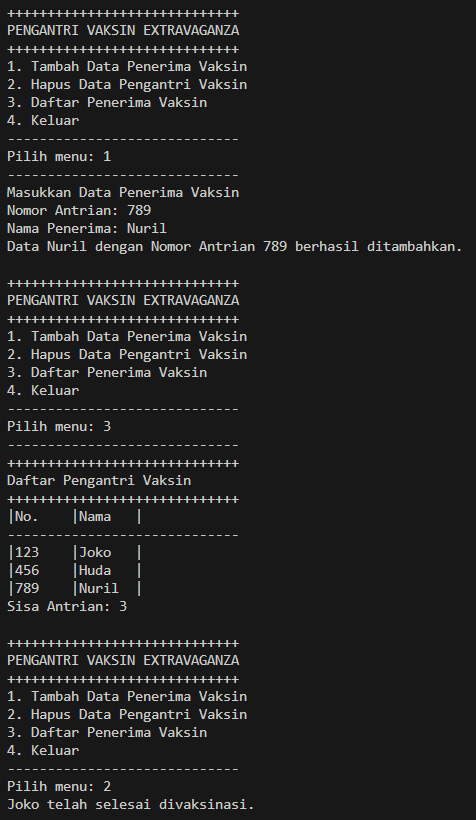 +++++++++++++++++++++++++++++
PENGANTRI VAKSIN EXTRAVAGANZA
+++++++++++++++++++++++++++++
1. Tambah Data Penerima Vaksin
2. Hapus Data Pengantri Vaksin
3. Daftar Penerima Vaksin
4. Keluar
-----------------------------
Pilih menu: 1
-----------------------------
Masukkan Data Penerima Vaksin
Nomor Antrian: 789
Nama Penerima: Nuril
Data Nuril dengan Nomor Antrian 789 berhasil ditambahkan.

+++++++++++++++++++++++++++++
PENGANTRI VAKSIN EXTRAVAGANZA
+++++++++++++++++++++++++++++
1. Tambah Data Penerima Vaksin
2. Hapus Data Pengantri Vaksin
3. Daftar Penerima Vaksin
4. Keluar
-----------------------------
Pilih menu: 3
-----------------------------
+++++++++++++++++++++++++++++
Daftar Pengantri Vaksin
+++++++++++++++++++++++++++++
|No.    |Nama   |
-----------------------------
|123    |Joko   |
|456    |Huda   |
|789    |Nuril  |
Sisa Antrian: 3

+++++++++++++++++++++++++++++
PENGANTRI VAKSIN EXTRAVAGANZA
+++++++++++++++++++++++++++++
1. Tambah Data Penerima Vaksin
2. Hapus Data Pengantri Vaksin
3. Daftar Penerima Vaksin
4. Keluar
-----------------------------
Pilih menu: 2
Joko telah selesai divaksinasi.